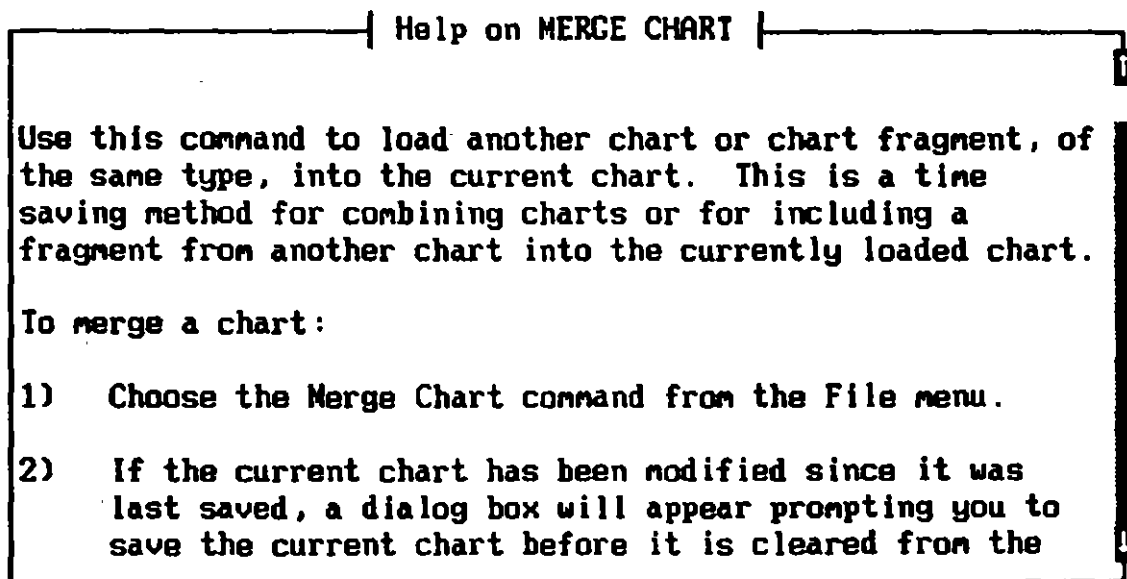 Help on MERGE CHART
Use this command to load another chart or chart fragment, of
the same type, into the current chart. This is a time
saving method for combining charts or for including a
fragment from another chart into the currently loaded chart.
To merge a chart:
1) Choose the Merge Chart command from the File menu.
2) If the current chart has been modified since it was
last saved, a dialog box will appear prompting you to
save the current chart before it is cleared from the